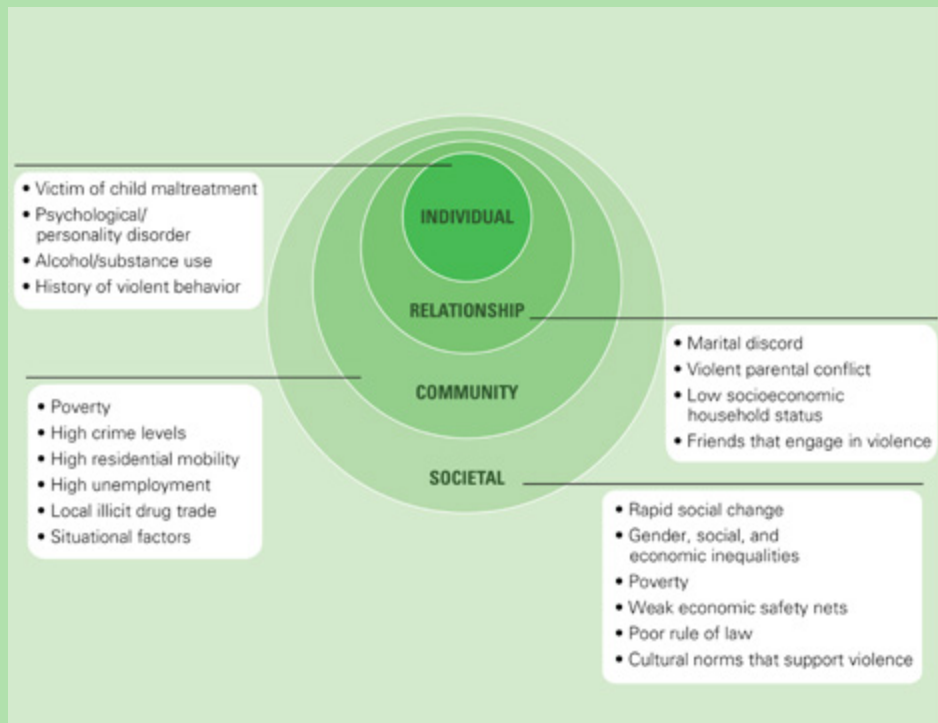 INDIVIDUAL
RELATIONSHIP
COMMUNITY
SOCIETAL
• Victim of child maltreatment
• Psychological/
personality disorder
• Alcohol/substance use
• History of violent behavior
• Marital discord
• Violent parental conflict
• Low socioeconomic
household status
• Friends that engage in violence
• Poverty
• High crime levels
• High residential mobility
• High unemployment
• Local illicit drug trade
• Situational factors
• Rapid social change
• Gender, social, and
economic inequalities
• Poverty
• Weak economic safety nets
• Poor rule of law
• Cultural norms that support violence